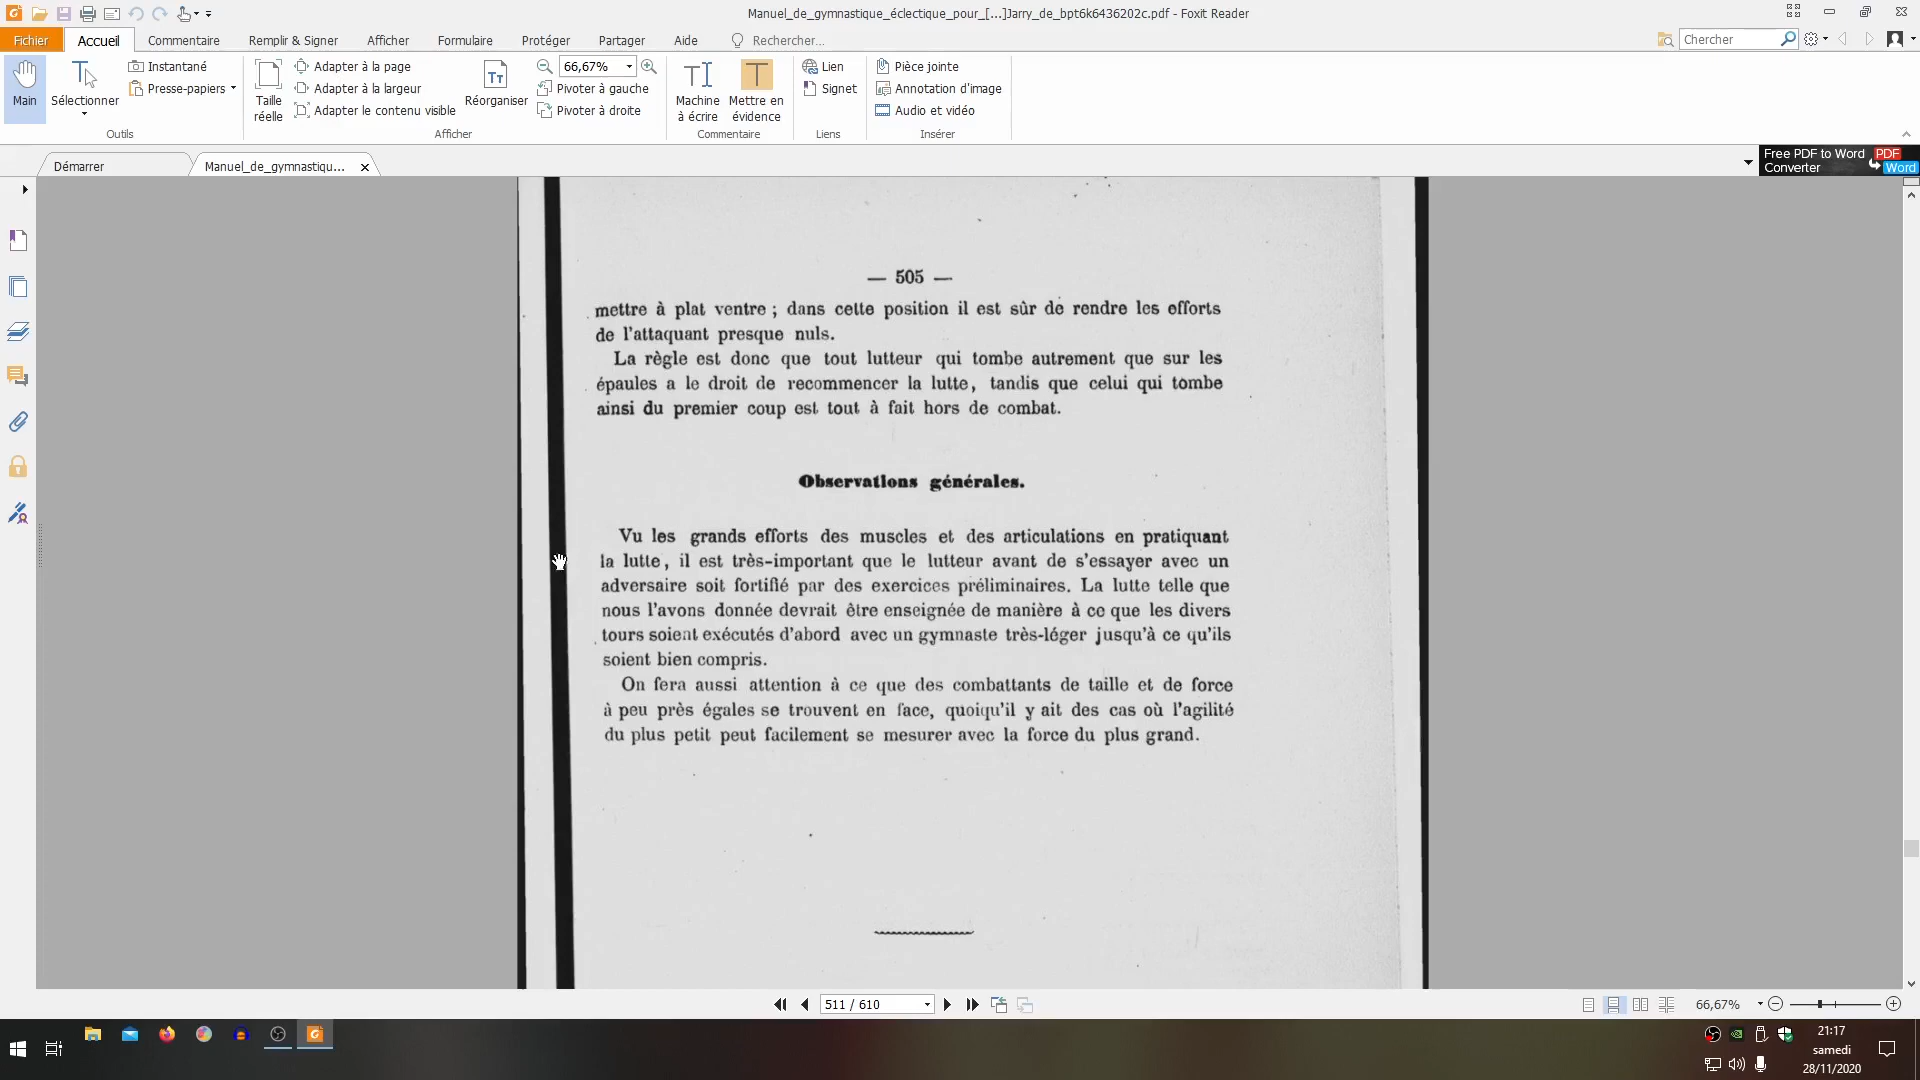 Manuel_de_gymnastique_éclectique_pour_[...]Jarry_de_bpt6k6436202c.pdf - Foxit Reader
Fichier Accueil Commentaire Remplir & Signer Afficher Formulaire Protéger Partager Aide Rechercher... Chercher
Main
Sélectionner
Instantané
Presse-papiers
Outils
Taille réelle
Adapter à la page
Adapter à la largeur
Adapter le contenu visible
Réorganiser
66,67%
Pivoter à gauche
Pivoter à droite
Afficher
Machine à écrire
Mettre en évidence
Commentaire
Lien
Signet
Liens
Pièce jointe
Annotation d'image
Audio et vidéo
Insérer
Démarrer Manuel_de_gymnastiqu...
Free PDF to Word PDF
Converter Word
— 505 —
mettre à plat ventre ; dans cette position il est sûr de rendre les efforts
de l'attaquant presque nuls.
La règle est donc que tout lutteur qui tombe autrement que sur les
épaules a le droit de recommencer la lutte, tandis que celui qui tombe
ainsi du premier coup est tout à fait hors de combat.
Observations générales.
Vu les grands efforts des muscles et des articulations en pratiquant
la lutte, il est très-important que le lutteur avant de s'essayer avec un
adversaire soit fortifié par des exercices préliminaires. La lutte telle que
nous l'avons donnée devrait être enseignée de manière à ce que les divers
tours soient exécutés d'abord avec un gymnaste très-léger jusqu'à ce qu'ils
soient bien compris.
On fera aussi attention à ce que des combattants de taille et de force
à peu près égales se trouvent en face, quoiqu'il y ait des cas où l'agilité
du plus petit peut facilement se mesurer avec la force du plus grand.
511 / 610
66,67%
21:17
samedi
28/11/2020